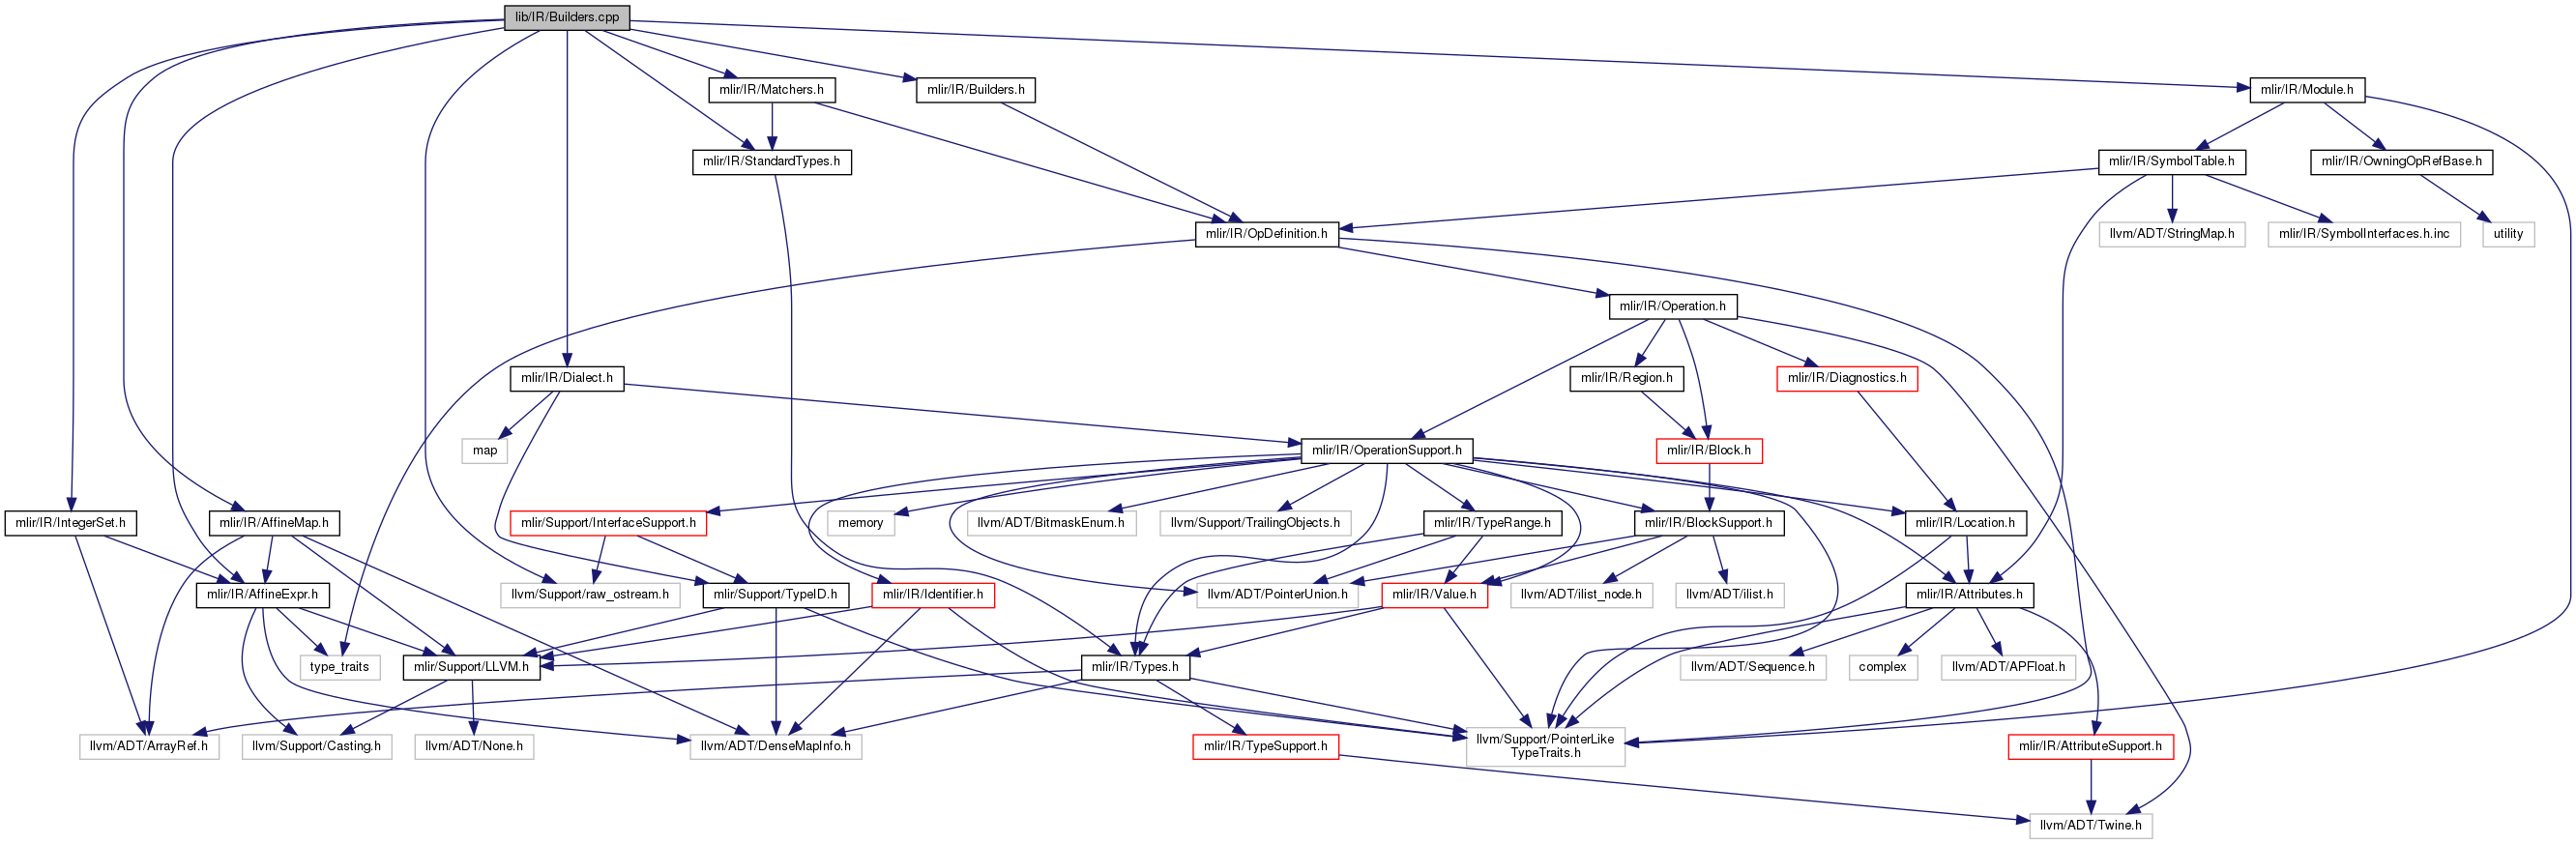 lib/IR/Builders.cpp
mlir/IR/Matchers.h
mlir/IR/Builders.h
mlir/IR/Module.h
mlir/IR/StandardTypes.h
mlir/IR/SymbolTable.h
mlir/IR/OwningOpRefBase.h
mlir/IR/OpDefinition.h
llvm/ADT/StringMap.h
mlir/IR/SymbolInterfaces.h.inc
utility
mlir/IR/Operation.h
mlir/IR/Dialect.h
mlir/IR/Region.h
mlir/IR/Diagnostics.h
map
mlir/IR/OperationSupport.h
mlir/IR/Block.h
mlir/IR/IntegerSet.h
mlir/IR/AffineMap.h
mlir/Support/InterfaceSupport.h
memory
llvm/ADT/BitmaskEnum.h
llvm/Support/TrailingObjects.h
mlir/IR/TypeRange.h
mlir/IR/BlockSupport.h
mlir/IR/Location.h
mlir/IR/AffineExpr.h
llvm/Support/raw_ostream.h
mlir/Support/TypeID.h
mlir/IR/Identifier.h
llvm/ADT/PointerUnion.h
mlir/IR/Value.h
llvm/ADT/ilist_node.h
llvm/ADT/ilist.h
mlir/IR/Attributes.h
type_traits
mlir/Support/LLVM.h
mlir/IR/Types.h
llvm/ADT/Sequence.h
complex
llvm/ADT/APFloat.h
llvm/ADT/ArrayRef.h
llvm/Support/Casting.h
llvm/ADT/None.h
llvm/ADT/DenseMapInfo.h
mlir/IR/TypeSupport.h
llvm/Support/PointerLike
TypeTraits.h
mlir/IR/AttributeSupport.h
llvm/ADT/Twine.h